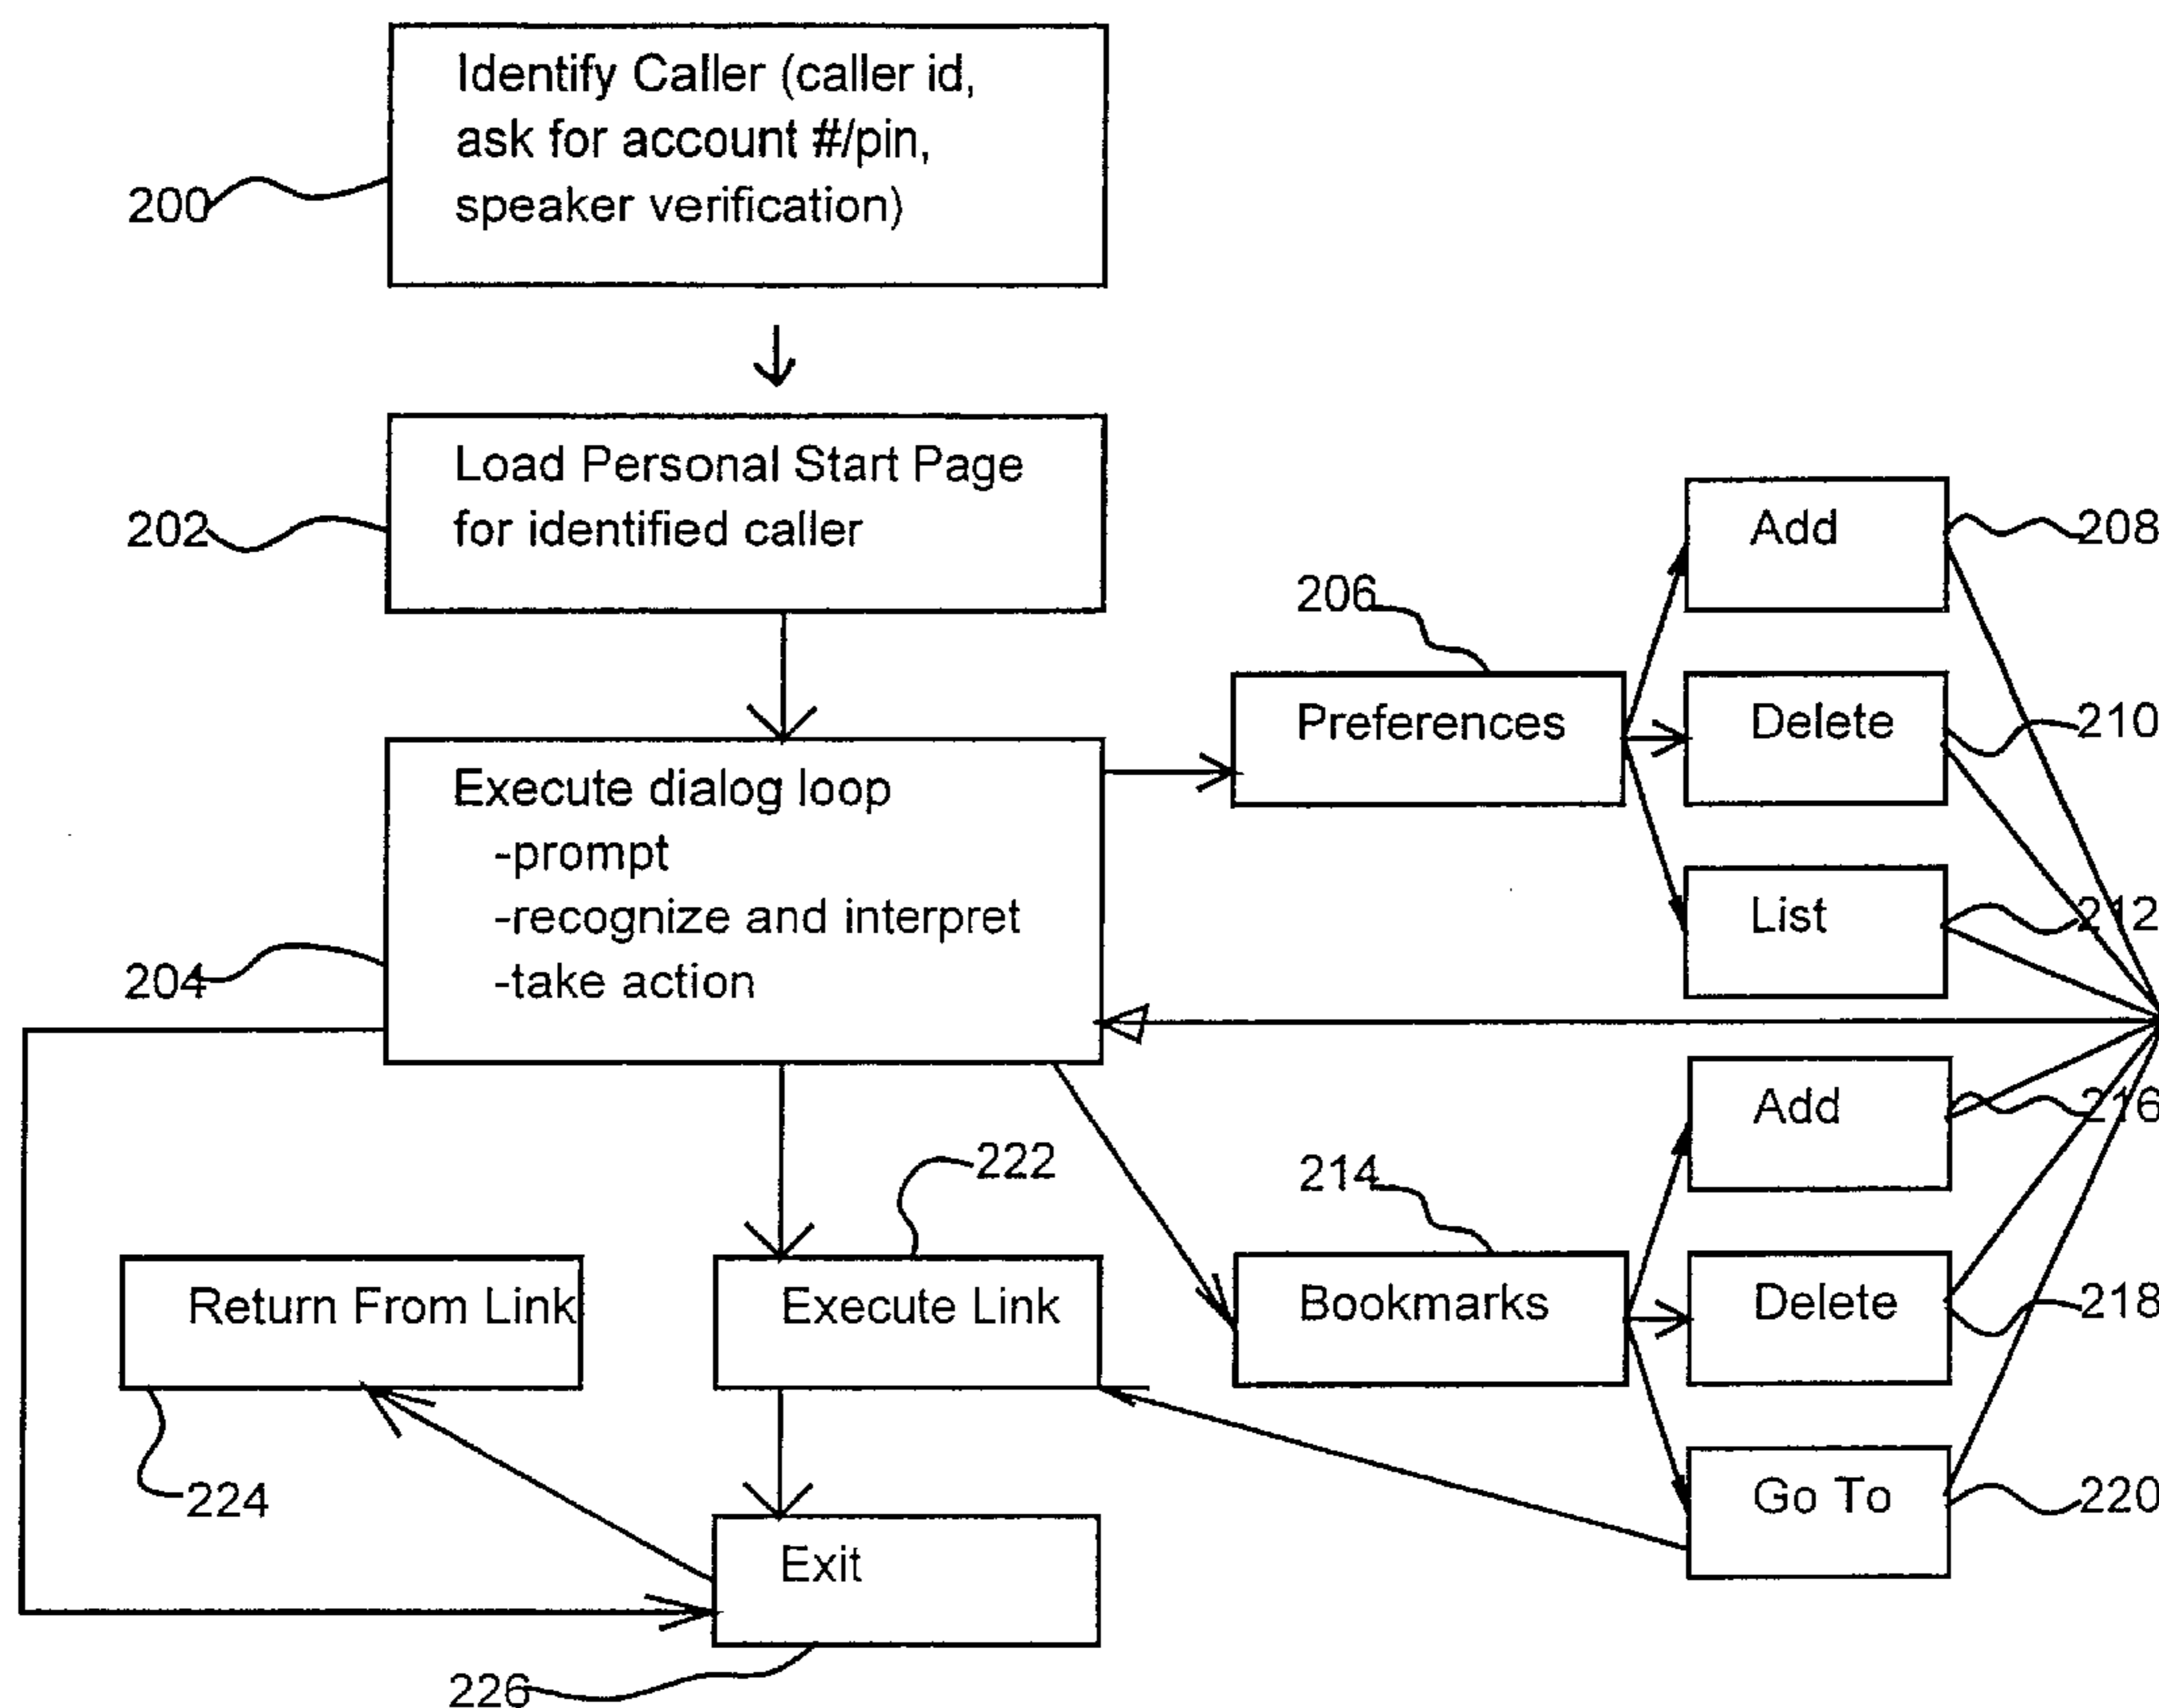 Identify Caller (caller id,
ask for account #/pin,
speaker verification)
200
Load Personal Start Page
for identified caller
202
Add
208
206
Preferences
Delete
210
Execute dialog loop
-prompt
-recognize and interpret
-take action
204
List
212
Add
216
222
214
Return From Link
Execute Link
Bookmarks
Delete
218
224
Go To
220
Exit
226